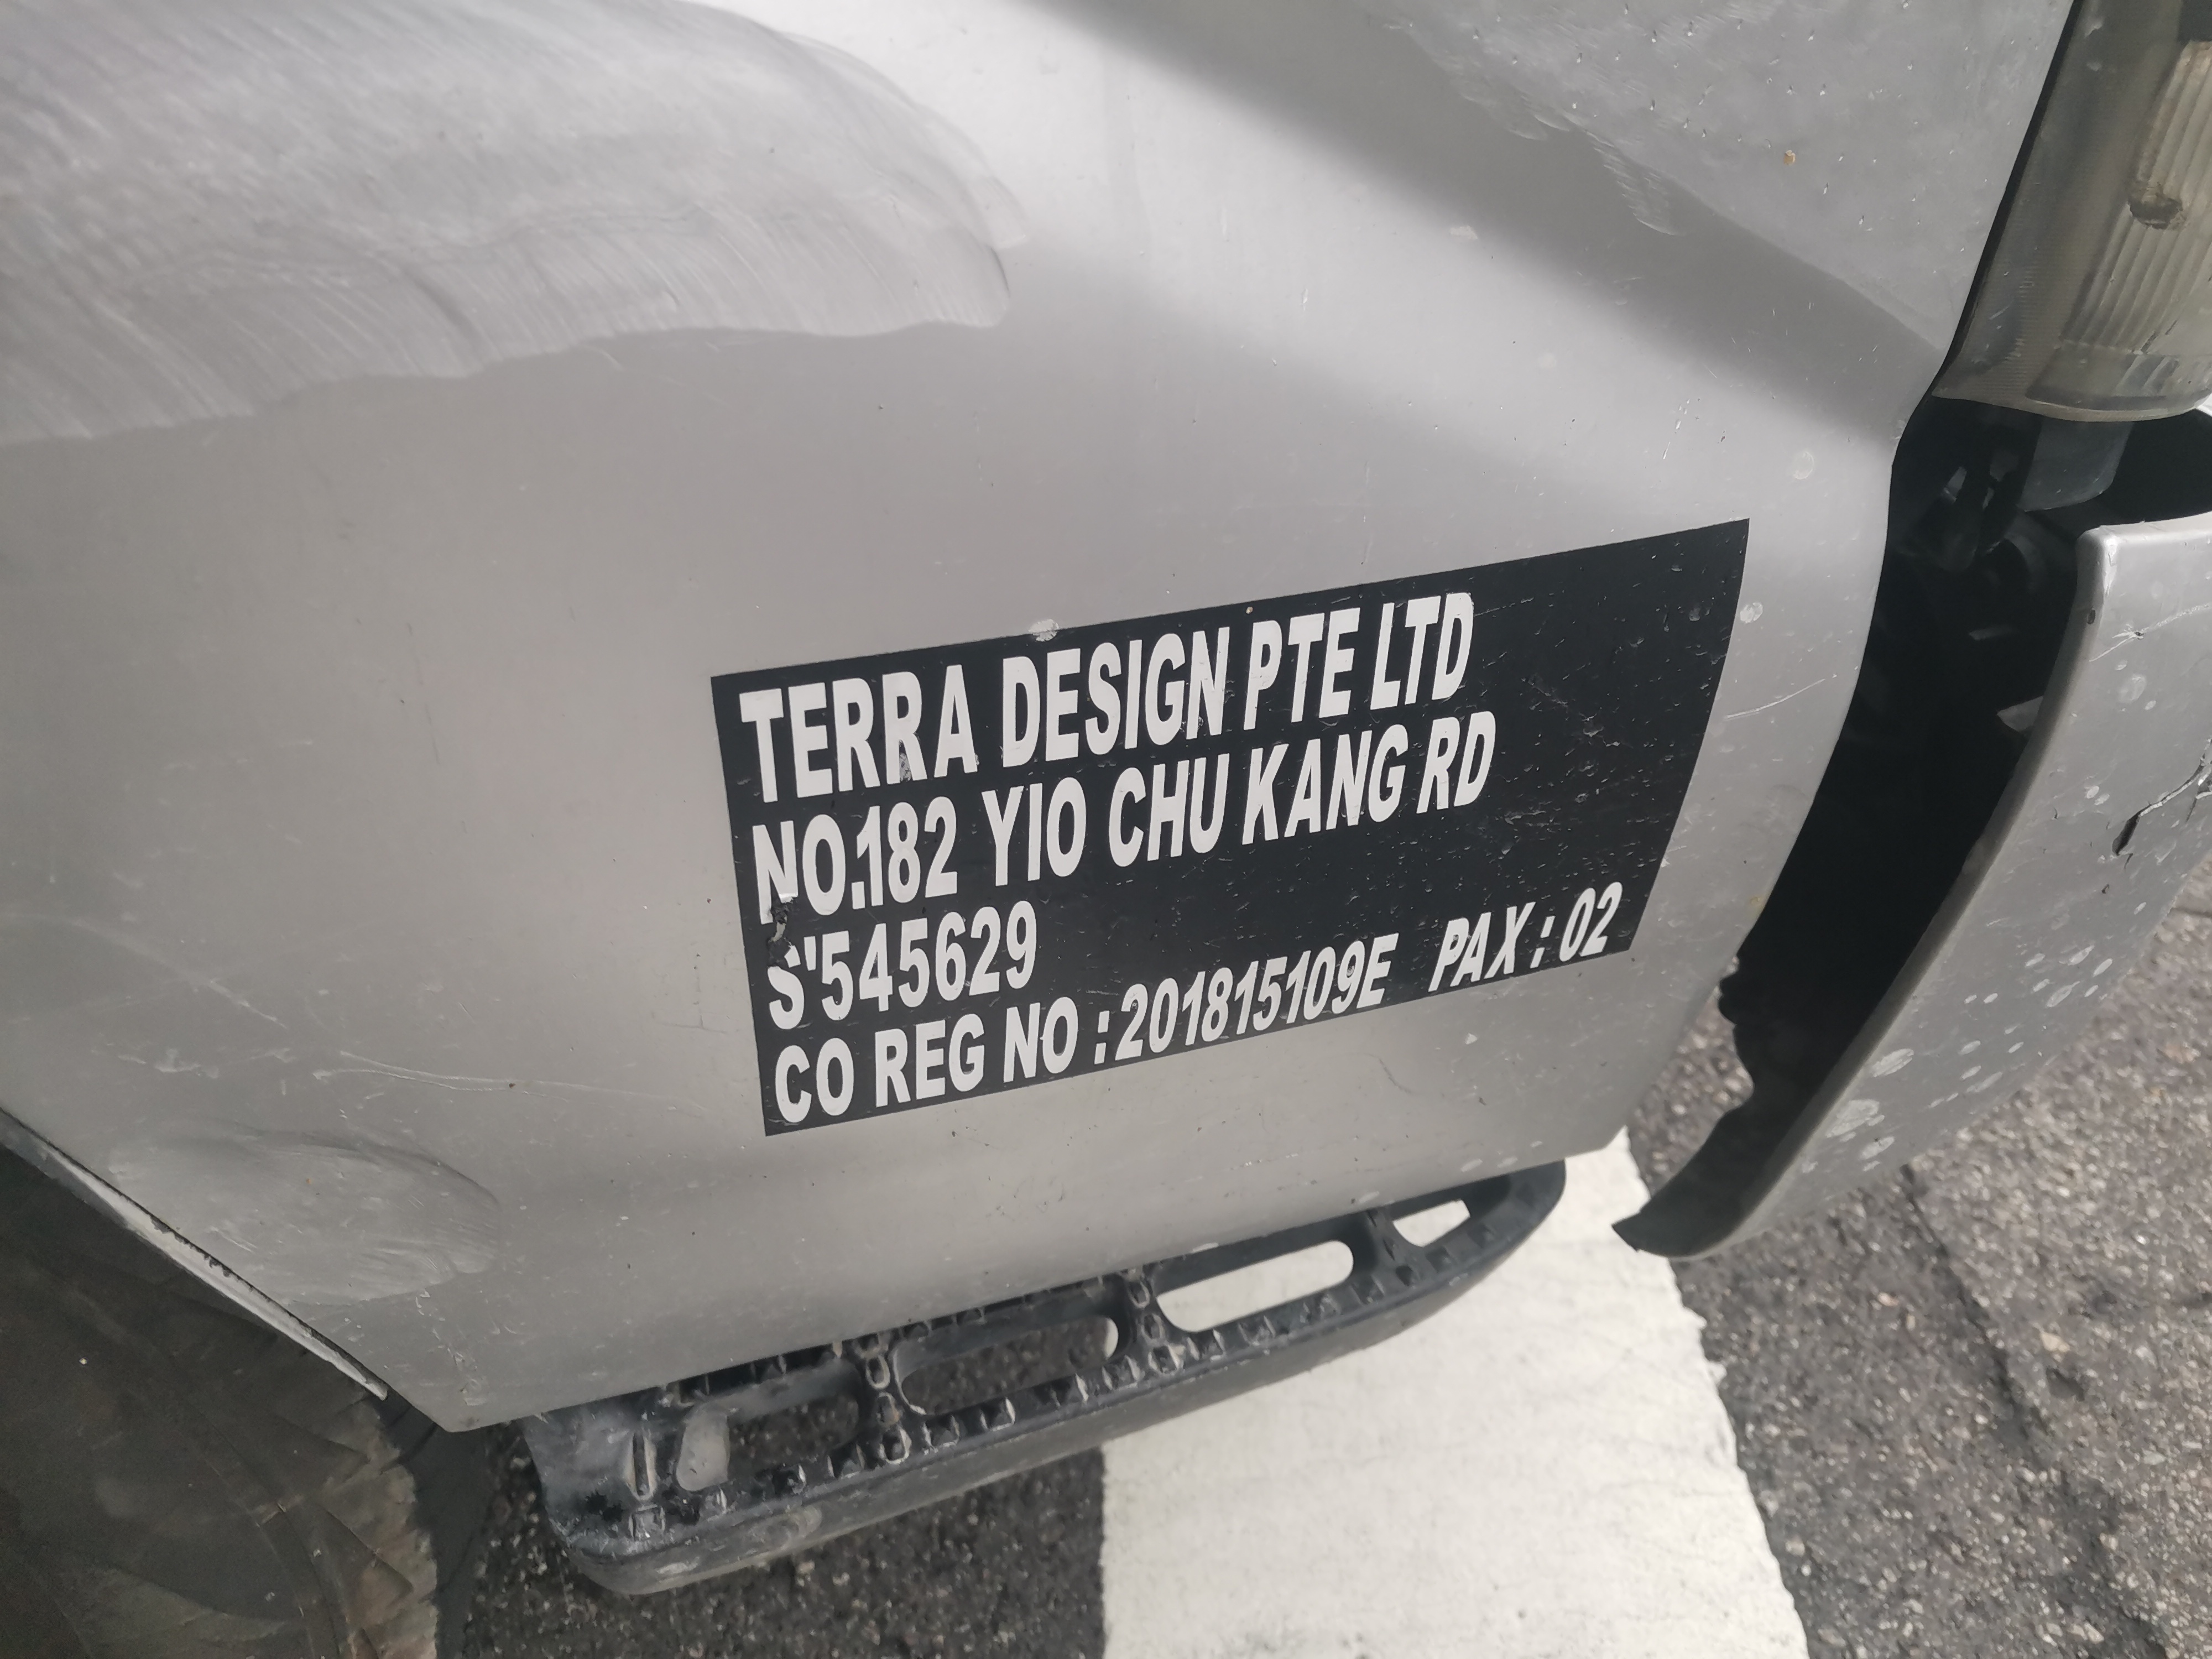 TERRA DESIGN PTE LTD
NO.182 YIO CHU KANG RD
S'545629
CO REG NO : 201815109E PAX : 02